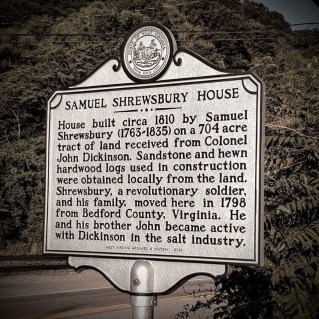 SAMUEL SHREWSBURY HOUSE
House built circa 1810 by Samuel
Shrewsbury (1763-1835) on a 704 acre
tract of land received from Colonel
John Dickinson. Sandstone and hewn
hardwood logs used in construction
were obtained locally from the land.
Shrewsbury, a revolutionary soldier,
and his family, moved here in 1798
from Bedford County, Virginia. He
and his brother John became active
with Dickinson in the salt industry.